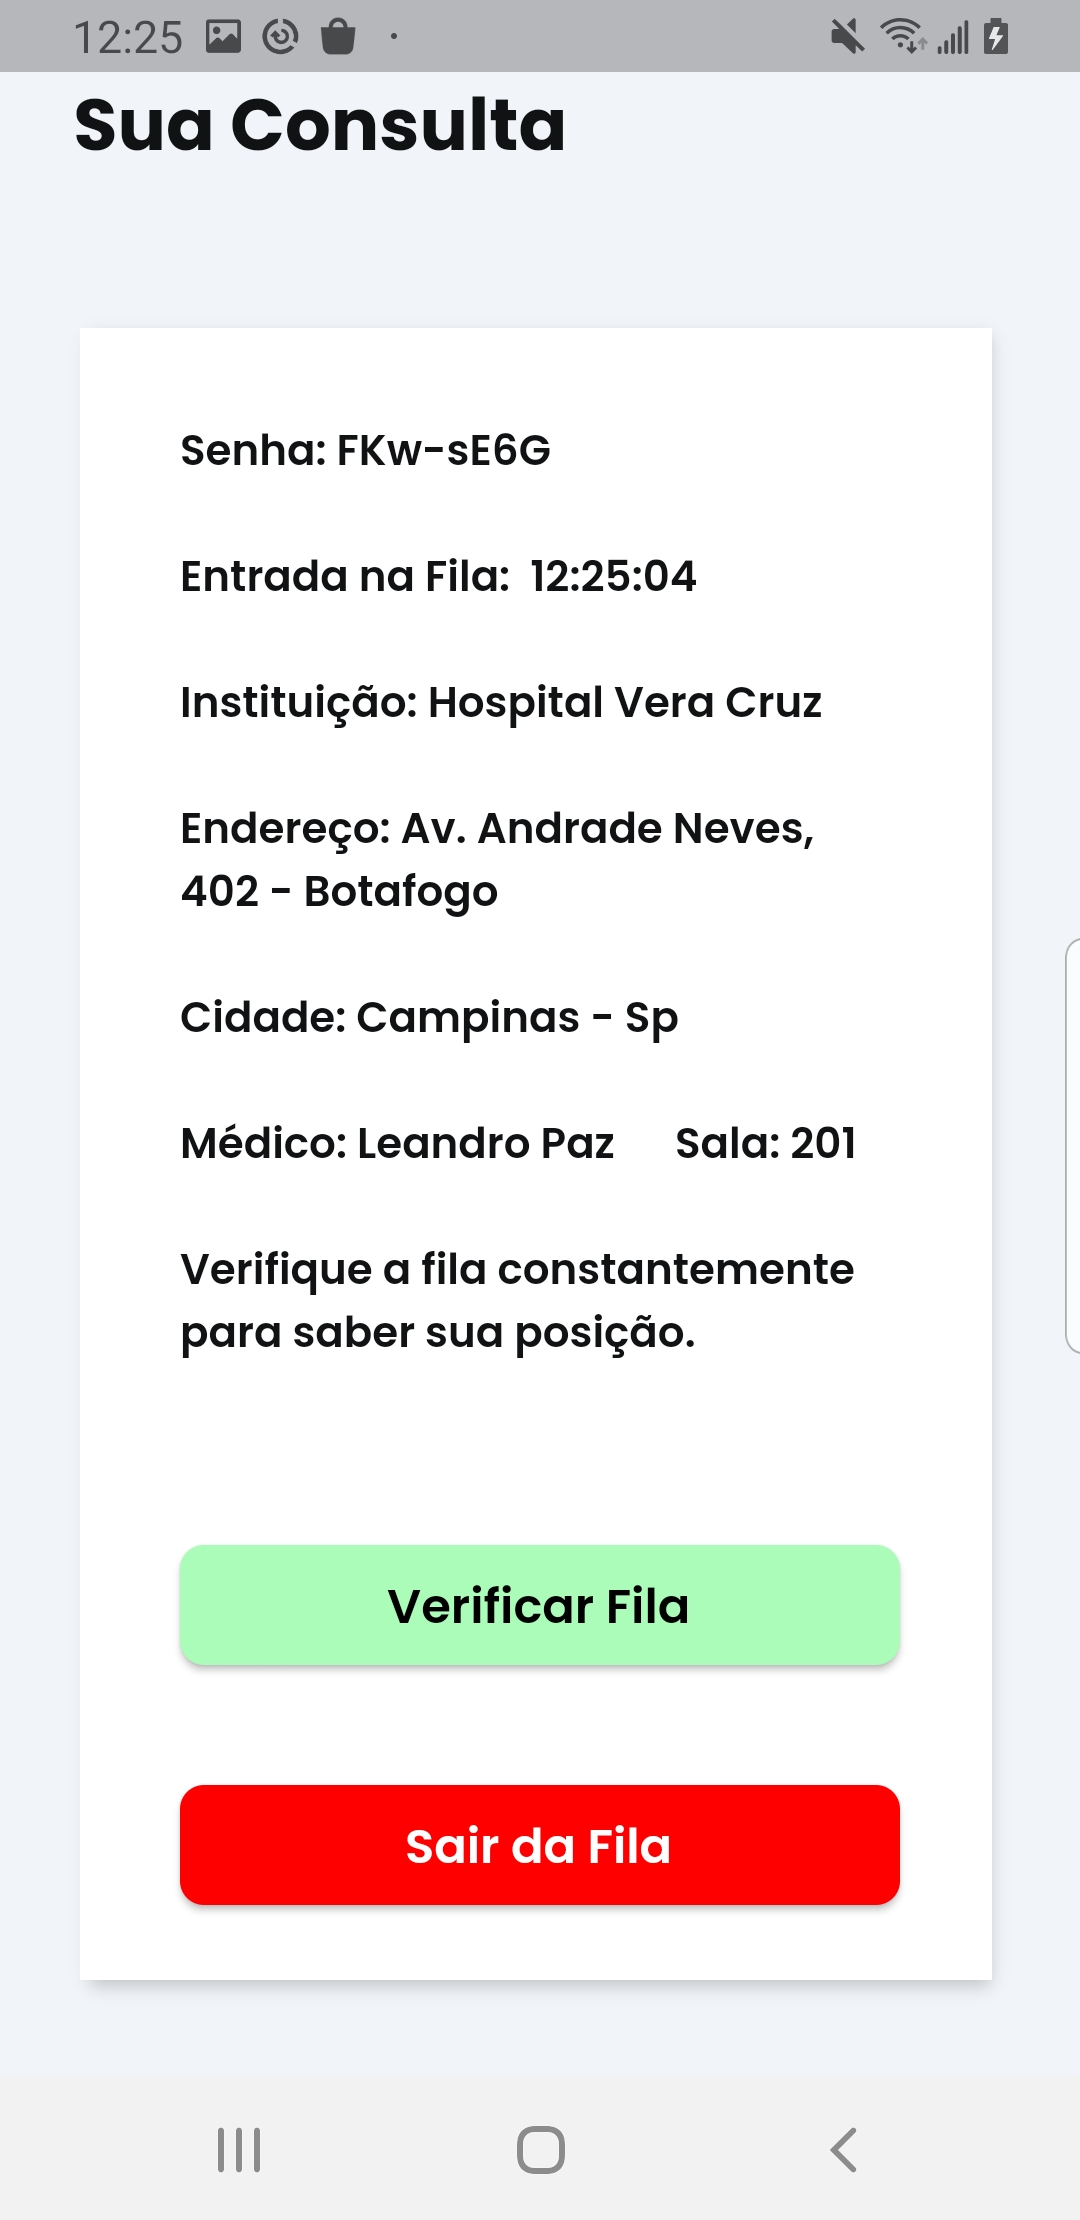 12:25
Sua Consulta
Senha: FKw-sE6G
Entrada na Fila: 12:25:04
Instituição: Hospital Vera Cruz
Endereço: Av. Andrade Neves,
402 - Botafogo
Cidade: Campinas - Sp
Médico: Leandro Paz Sala: 201
Verifique a fila constantemente
para saber sua posição.
Verificar Fila
Sair da Fila